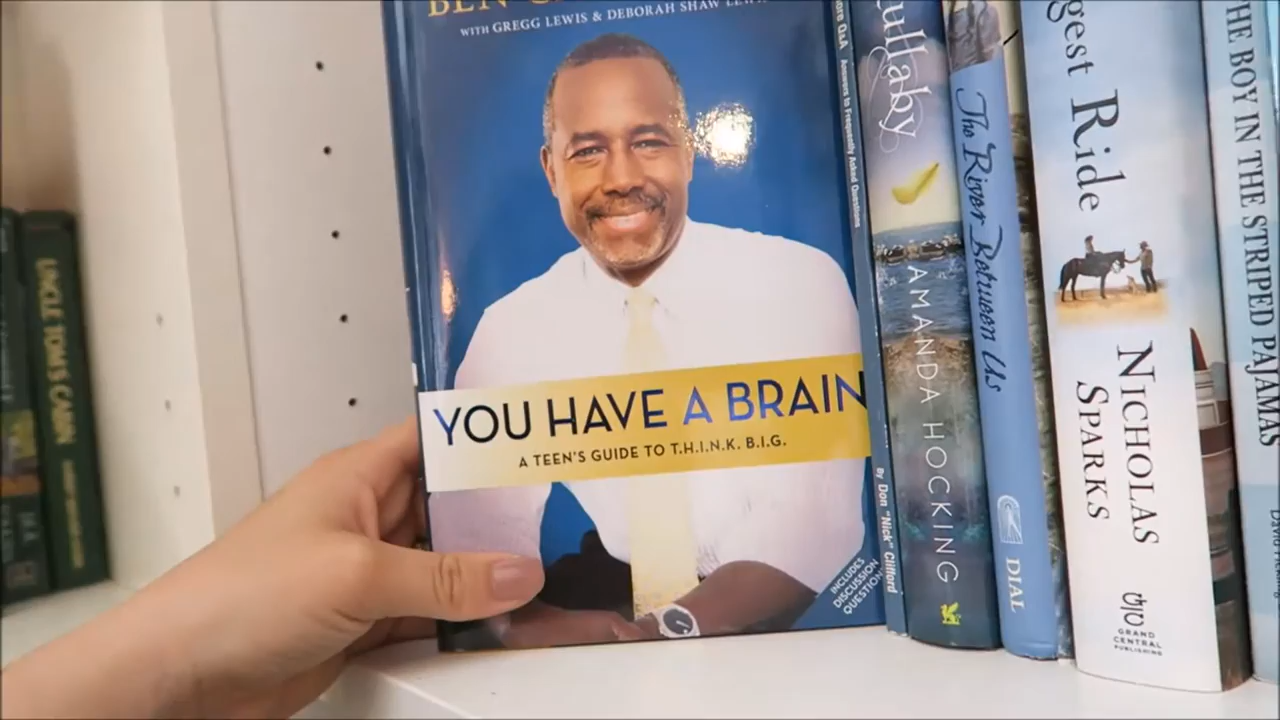 WITH GREGG LEWIS & DEBORAH SHAW
YOU HAVE A BRAIN
A TEEN'S GUIDE TO T.H.I.N.K. B.I.G.
INCLUDES
DISCUSSION
QUESTIONS
UNCLE TOM'S CABIN
Q&A Answers to Frequently Asked Questions
By Don "Nick" Clifford
ullaby
AMANDA HOCKING
The River Between Us
DIAL
gest Ride
NICHOLAS
SPARKS
GRAND
CENTRAL
PUBLISHING
THE BOY IN THE STRIPED PAJAMAS